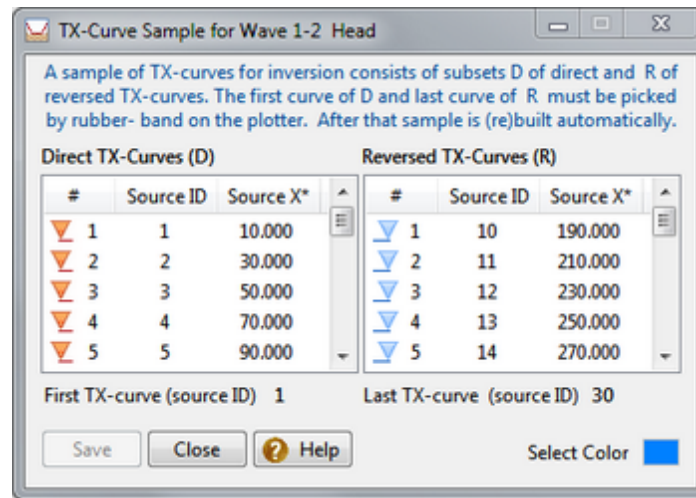 TX-Curve Sample for Wave 1-2 Head
A sample of TX-curves for inversion consists of subsets D of direct and R of
reversed TX-curves. The first curve of D and last curve of R must be picked
by rubber- band on the plotter. After that sample is (re)built automatically.
Direct TX-Curves (D) Reversed TX-Curves (R)
# Source ID Source X* # Source ID Source X*
1 1 10.000 1 10 190.000
2 2 30.000 2 11 210.000
3 3 50.000 3 12 230.000
4 4 70.000 4 13 250.000
5 5 90.000 5 14 270.000
First TX-curve (source ID) 1 Last TX-curve (source ID) 30
Save Close Help Select Color